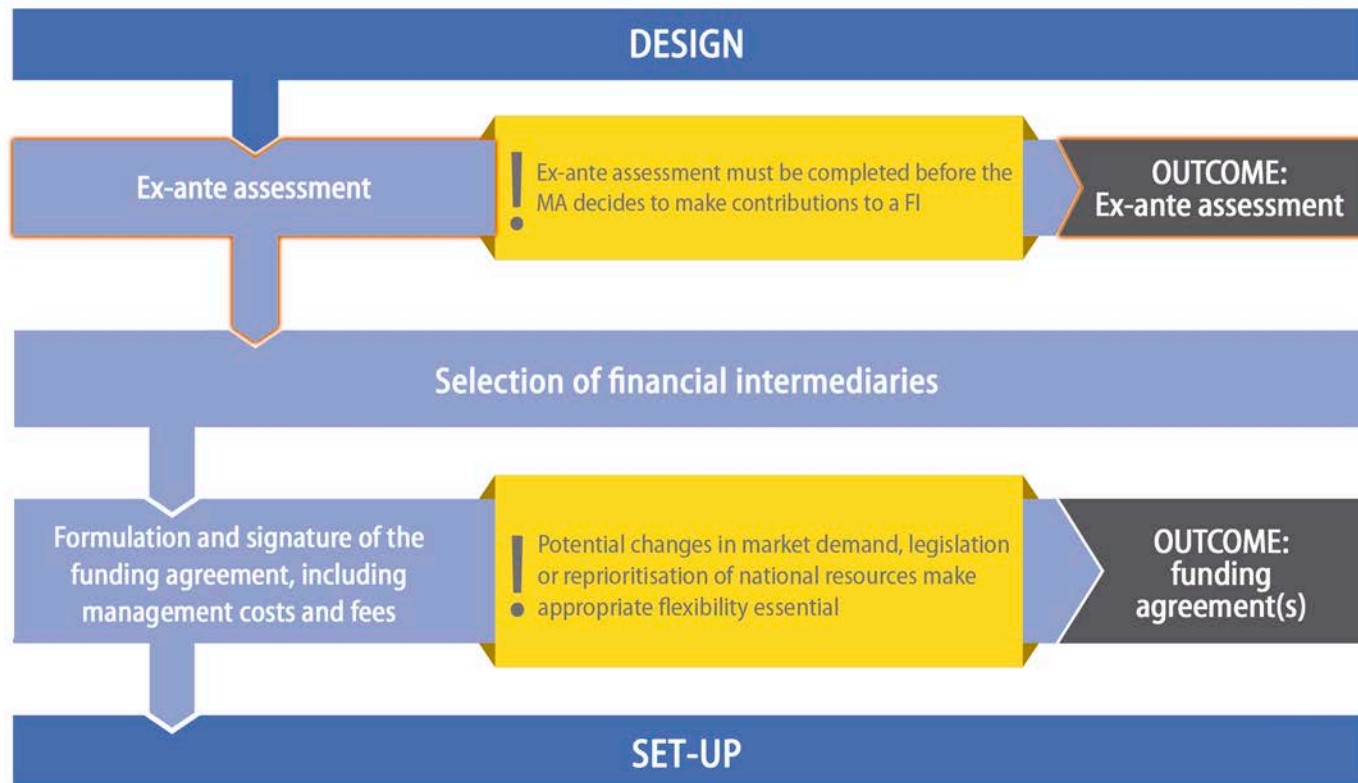 DESIGN
Ex-ante assessment
! Ex-ante assessment must be completed before the
MA decides to make contributions to a FI
OUTCOME:
Ex-ante assessment
Selection of financial intermediaries
Formulation and signature of the
funding agreement, including
management costs and fees
! Potential changes in market demand, legislation
or reprioritisation of national resources make
appropriate flexibility essential
OUTCOME:
funding
agreement(s)
SET-UP